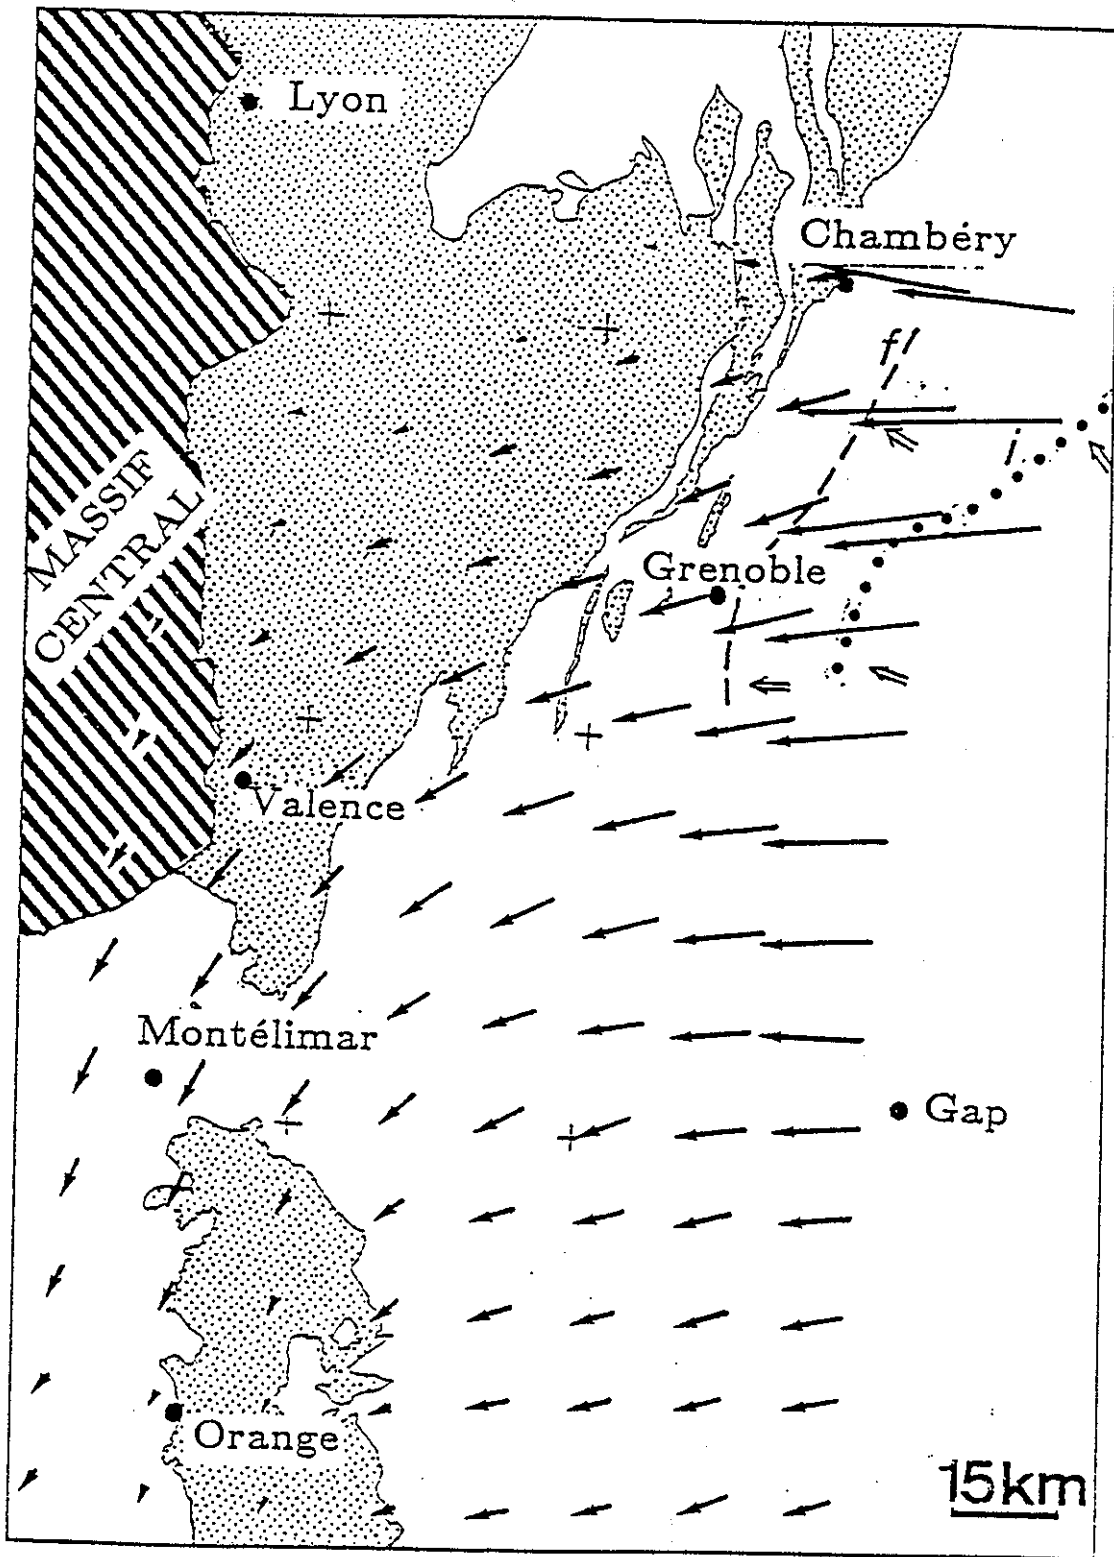 Lyon
Chambéry
f'
i
MASSIF
CENTRAL
Grenoble
Valence
Montélimar
Gap
Orange
15km